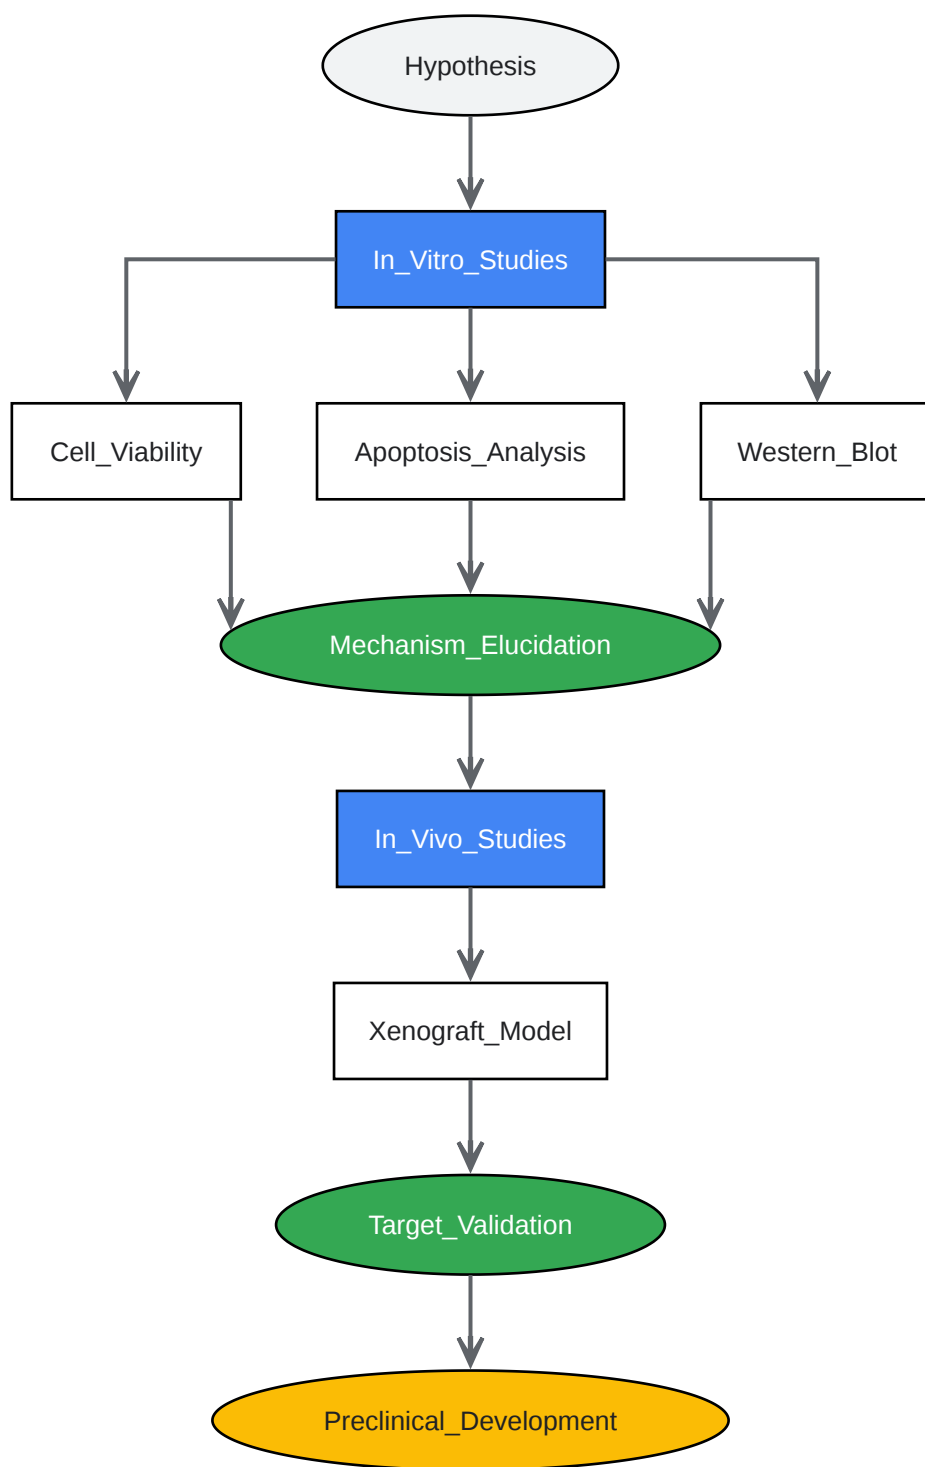 Hypothesis
In_Vitro_Studies
Cell_Viability
Apoptosis_Analysis
Western_Blot
Mechanism_Elucidation
In_Vivo_Studies
Xenograft_Model
Target_Validation
Preclinical_Development